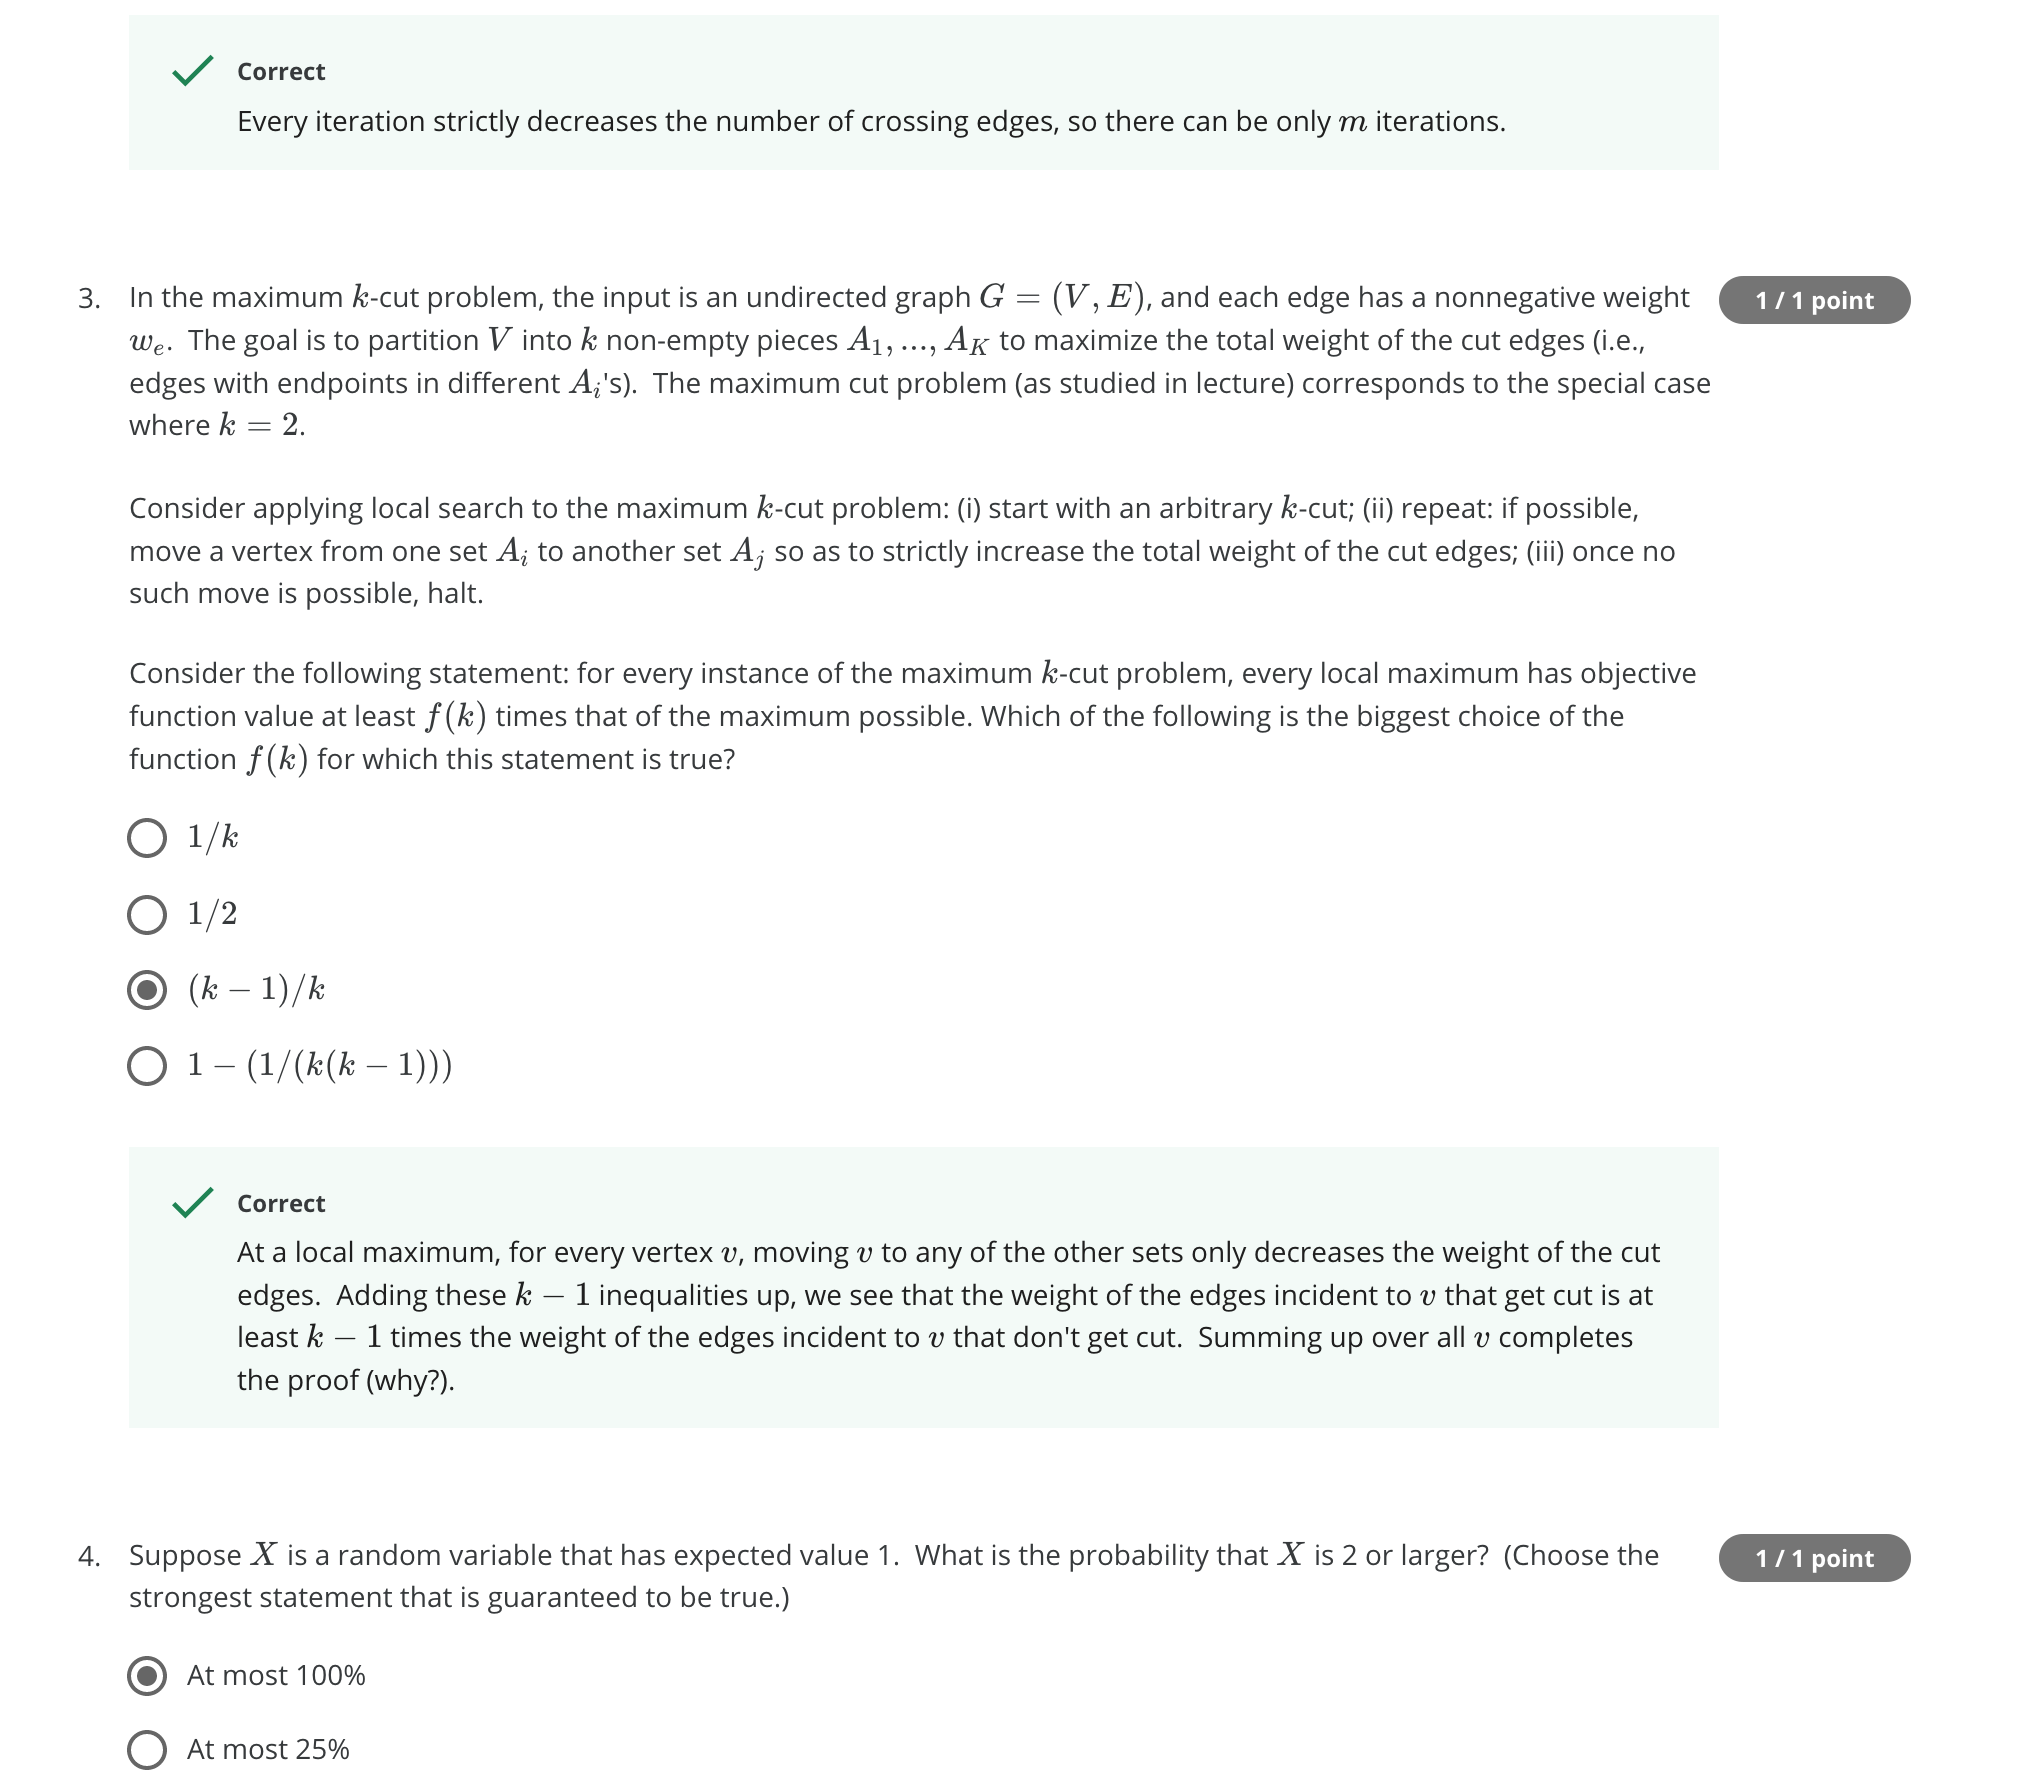 Correct
Every iteration strictly decreases the number of crossing edges, so there can be only m iterations.
3. In the maximum k-cut problem, the input is an undirected graph G = (V, E), and each edge has a nonnegative weight
1 / 1 point
wₑ. The goal is to partition V into k non-empty pieces A₁, ..., A_K to maximize the total weight of the cut edges (i.e.,
edges with endpoints in different Aᵢ's). The maximum cut problem (as studied in lecture) corresponds to the special case
where k = 2.
Consider applying local search to the maximum k-cut problem: (i) start with an arbitrary k-cut; (ii) repeat: if possible,
move a vertex from one set Aᵢ to another set Aⱼ so as to strictly increase the total weight of the cut edges; (iii) once no
such move is possible, halt.
Consider the following statement: for every instance of the maximum k-cut problem, every local maximum has objective
function value at least f(k) times that of the maximum possible. Which of the following is the biggest choice of the
function f(k) for which this statement is true?
1/k
1/2
(k − 1)/k
1 − (1/(k(k − 1)))
Correct
At a local maximum, for every vertex v, moving v to any of the other sets only decreases the weight of the cut
edges. Adding these k − 1 inequalities up, we see that the weight of the edges incident to v that get cut is at
least k − 1 times the weight of the edges incident to v that don't get cut. Summing up over all v completes
the proof (why?).
4. Suppose X is a random variable that has expected value 1. What is the probability that X is 2 or larger? (Choose the
1 / 1 point
strongest statement that is guaranteed to be true.)
At most 100%
At most 25%